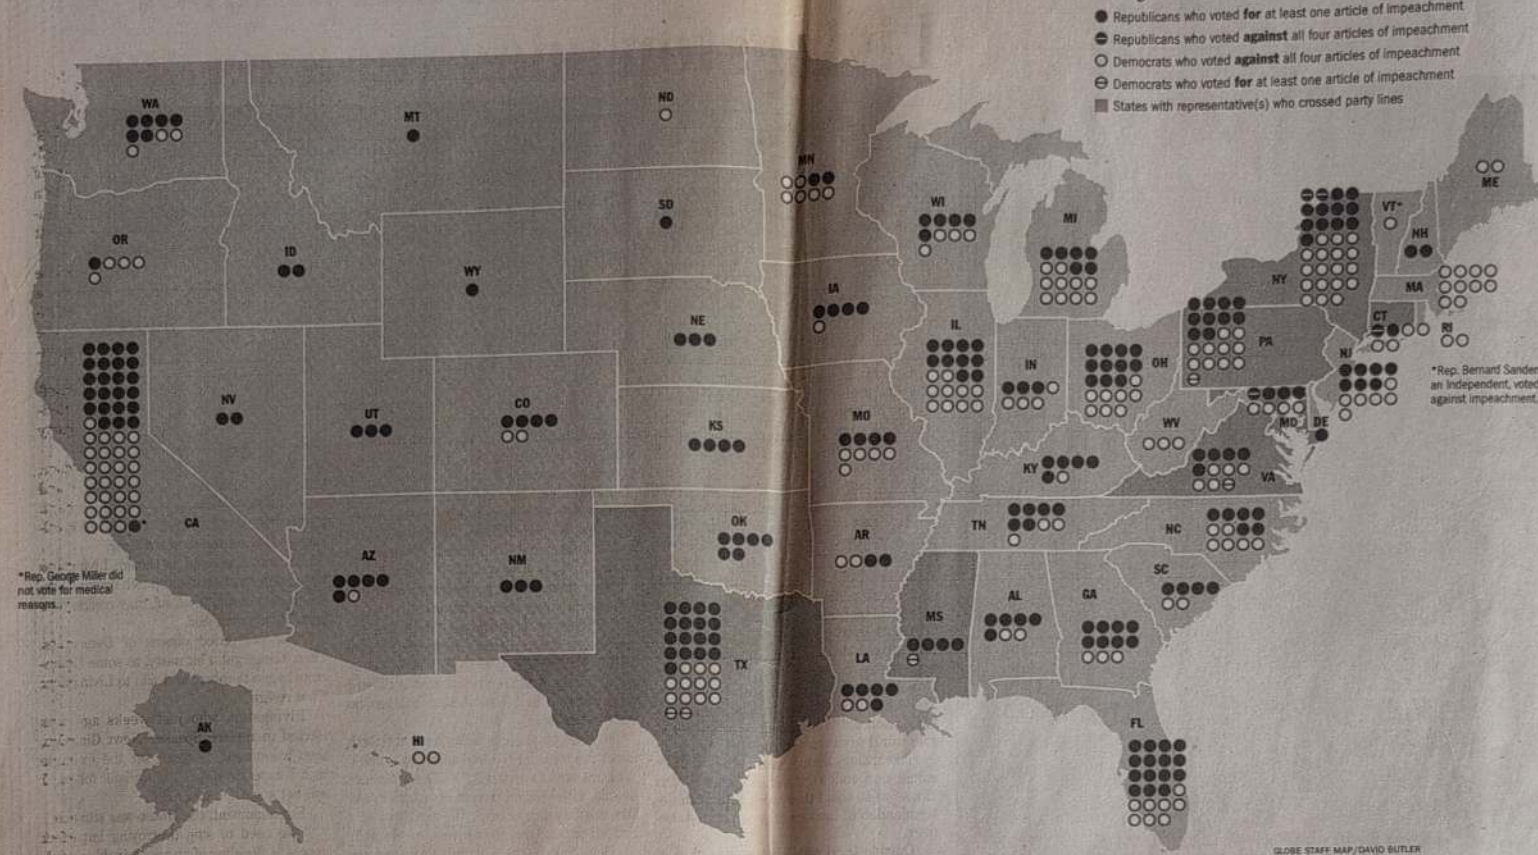 Republicans who voted for at least one article of impeachment
Republicans who voted against all four articles of impeachment
Democrats who voted against all four articles of impeachment
Democrats who voted for at least one article of impeachment
States with representative(s) who crossed party lines
WA
MT
ND
MN
OR
ID
WY
SD
WI
MI
NY
VT*
NH
ME
MA
CT
RI
NE
IA
IL
IN
OH
PA
NJ
*Rep. Bernard Sander
an Independent, voted
against impeachment.
NV
UT
CO
KS
MO
KY
WV
VA
MD
DE
CA
*Rep. George Miller did
not vote for medical
reasons.
AZ
NM
OK
AR
TN
NC
SC
TX
LA
MS
AL
GA
FL
AK
HI
GLOBE STAFF MAP/DAVID BUTLER